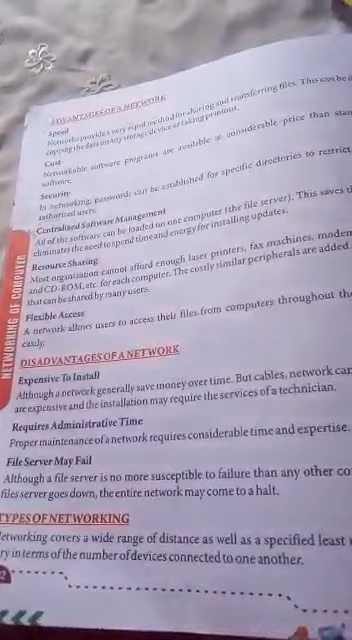 ADVANTAGES OF A NETWORK
Speed
Networks provide a very rapid method for sharing and transferring files. This can be
copying the data on any storage device or taking printout.
Cost
Networkable software programs are available at considerable price than
software.
Security
In networking, passwords can be established for specific directories to restrict
authorized users.
Centralized Software Management
All of the software can be loaded on one computer (the file server). This saves
eliminates the need to spend time and energy for installing updates.
Resource Sharing
Most organization cannot afford enough laser printers, fax machines, modem
and CD-ROM, etc. for each computer. The costly similar peripherals are added
that can be shared by many users.
Flexible Access
A network allows users to access their files from computers throughout the
easily.
DISADVANTAGES OF A NETWORK
Expensive To Install
Although a network generally save money over time. But cables, network car
are expensive and the installation may require the services of a technician.
Requires Administrative Time
Proper maintenance of a network requires considerable time and expertise.
File Server May Fail
Although a file server is no more susceptible to failure than any other co
files server goes down, the entire network may come to a halt.
TYPES OF NETWORKING
etworking covers a wide range of distance as well as a specified least
ry in terms of the number of devices connected to one another.
2
NETWORKING OF COMPUTER